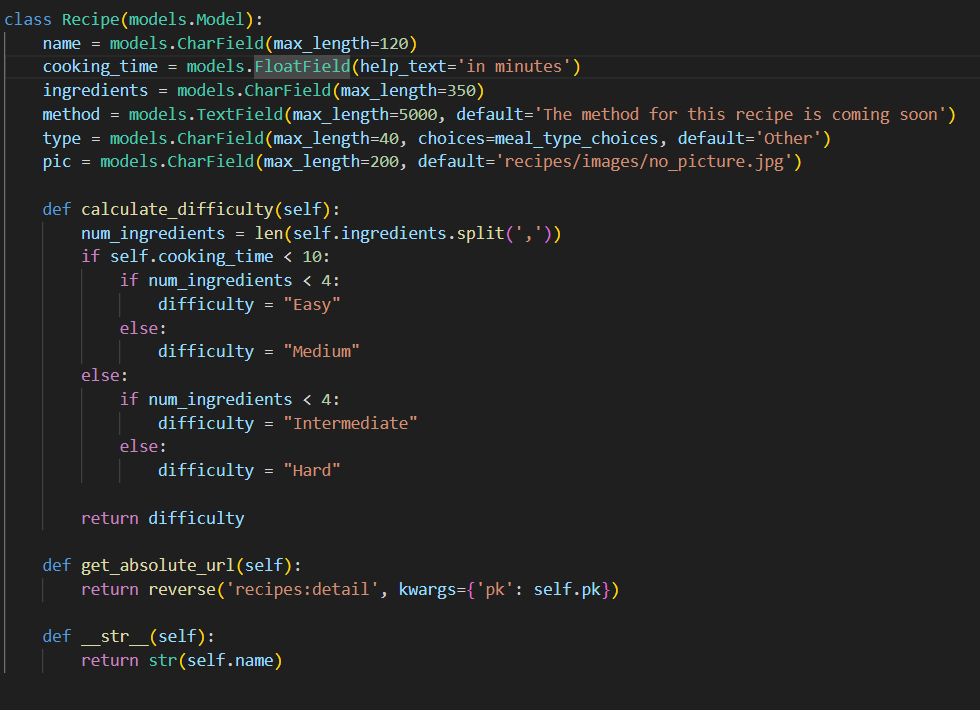 class Recipe(models.Model):
    name = models.CharField(max_length=120)
    cooking_time = models.FloatField(help_text='in minutes')
    ingredients = models.CharField(max_length=350)
    method = models.TextField(max_length=5000, default='The method for this recipe is coming soon')
    type = models.CharField(max_length=40, choices=meal_type_choices, default='Other')
    pic = models.CharField(max_length=200, default='recipes/images/no_picture.jpg')

    def calculate_difficulty(self):
        num_ingredients = len(self.ingredients.split(','))
        if self.cooking_time < 10:
            if num_ingredients < 4:
                difficulty = "Easy"
            else:
                difficulty = "Medium"
        else:
            if num_ingredients < 4:
                difficulty = "Intermediate"
            else:
                difficulty = "Hard"

        return difficulty

    def get_absolute_url(self):
        return reverse('recipes:detail', kwargs={'pk': self.pk})

    def __str__(self):
        return str(self.name)